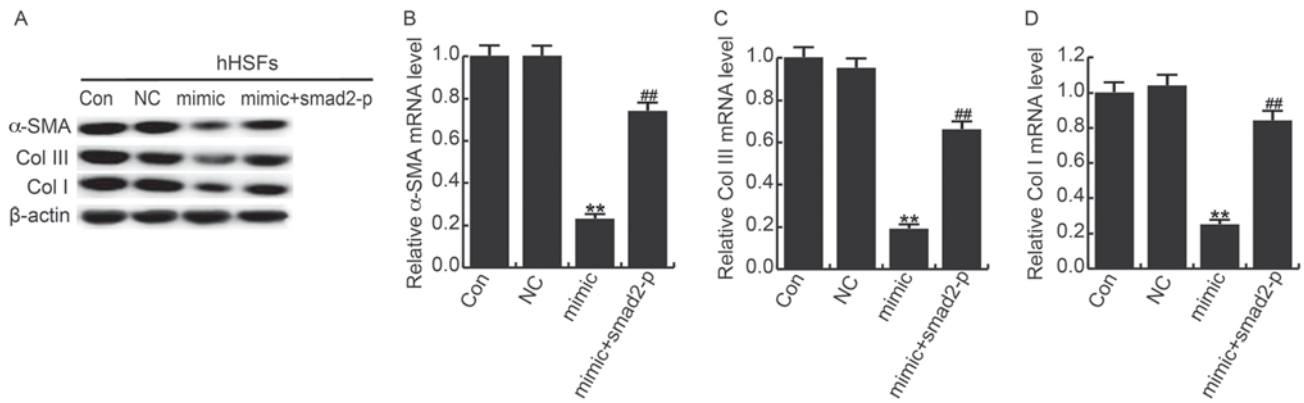 A
hHSFs
Con NC mimic mimic+smad2-p
α-SMA
Col III
Col I
β-actin
B
Relative α-SMA mRNA level
1.0
0.8
0.6
0.4
0.2
0.0
** ##
Con NC mimic mimic+smad2-p
C
Relative Col III mRNA level
1.0
0.8
0.6
0.4
0.2
0.0
** ##
Con NC mimic mimic+smad2-p
D
Relative Col I mRNA level
1.2
1.0
0.8
0.6
0.4
0.2
0.0
** ##
Con NC mimic mimic+smad2-p